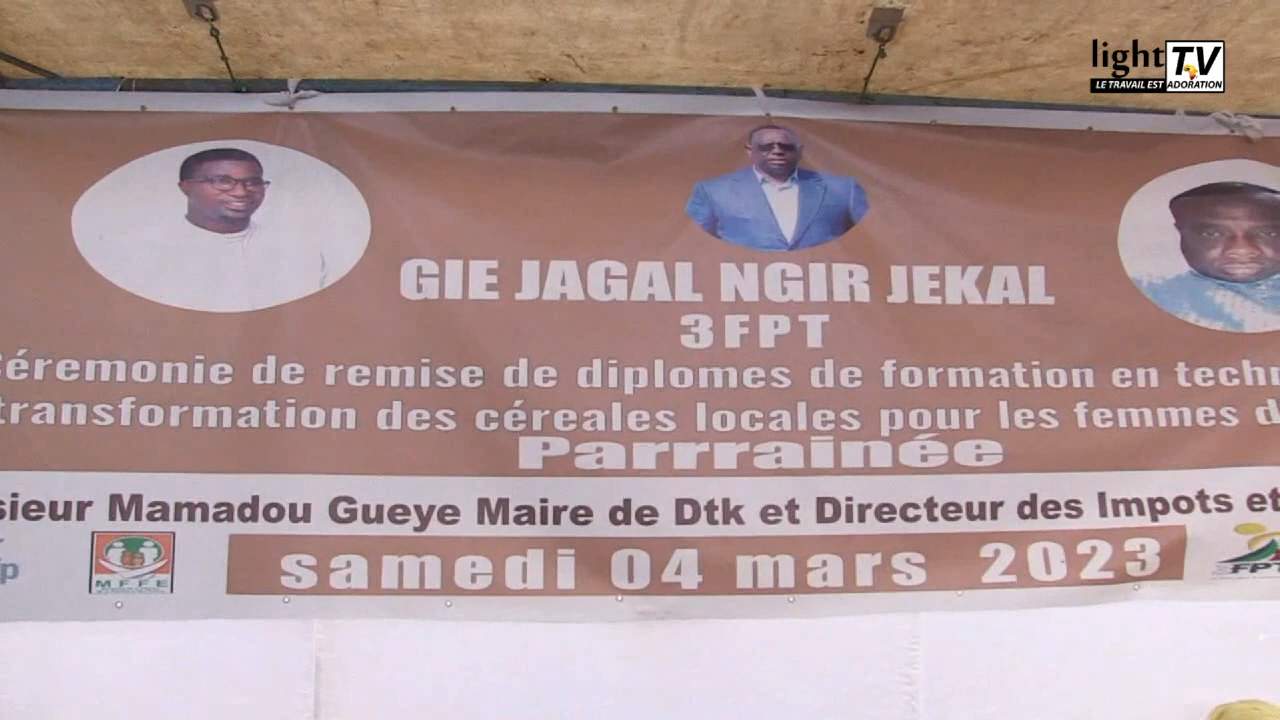 light TV
LE TRAVAIL EST ADORATION
GIE JAGAL NGIR JEKAL
3FPT
Céremonie de remise de diplomes de formation en techn
transformation des céreales locales pour les femmes d
Parrrainée
sieur Mamadou Gueye Maire de Dtk et Directeur des Impots et
samedi 04 mars 2023
MFFE
FPT